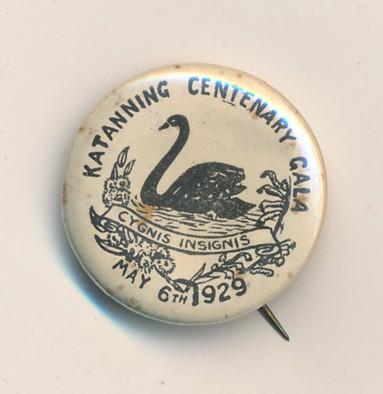 KATANNING CENTENARY GALA
CYGNIS INSIGNIS
MAY 6TH 1929